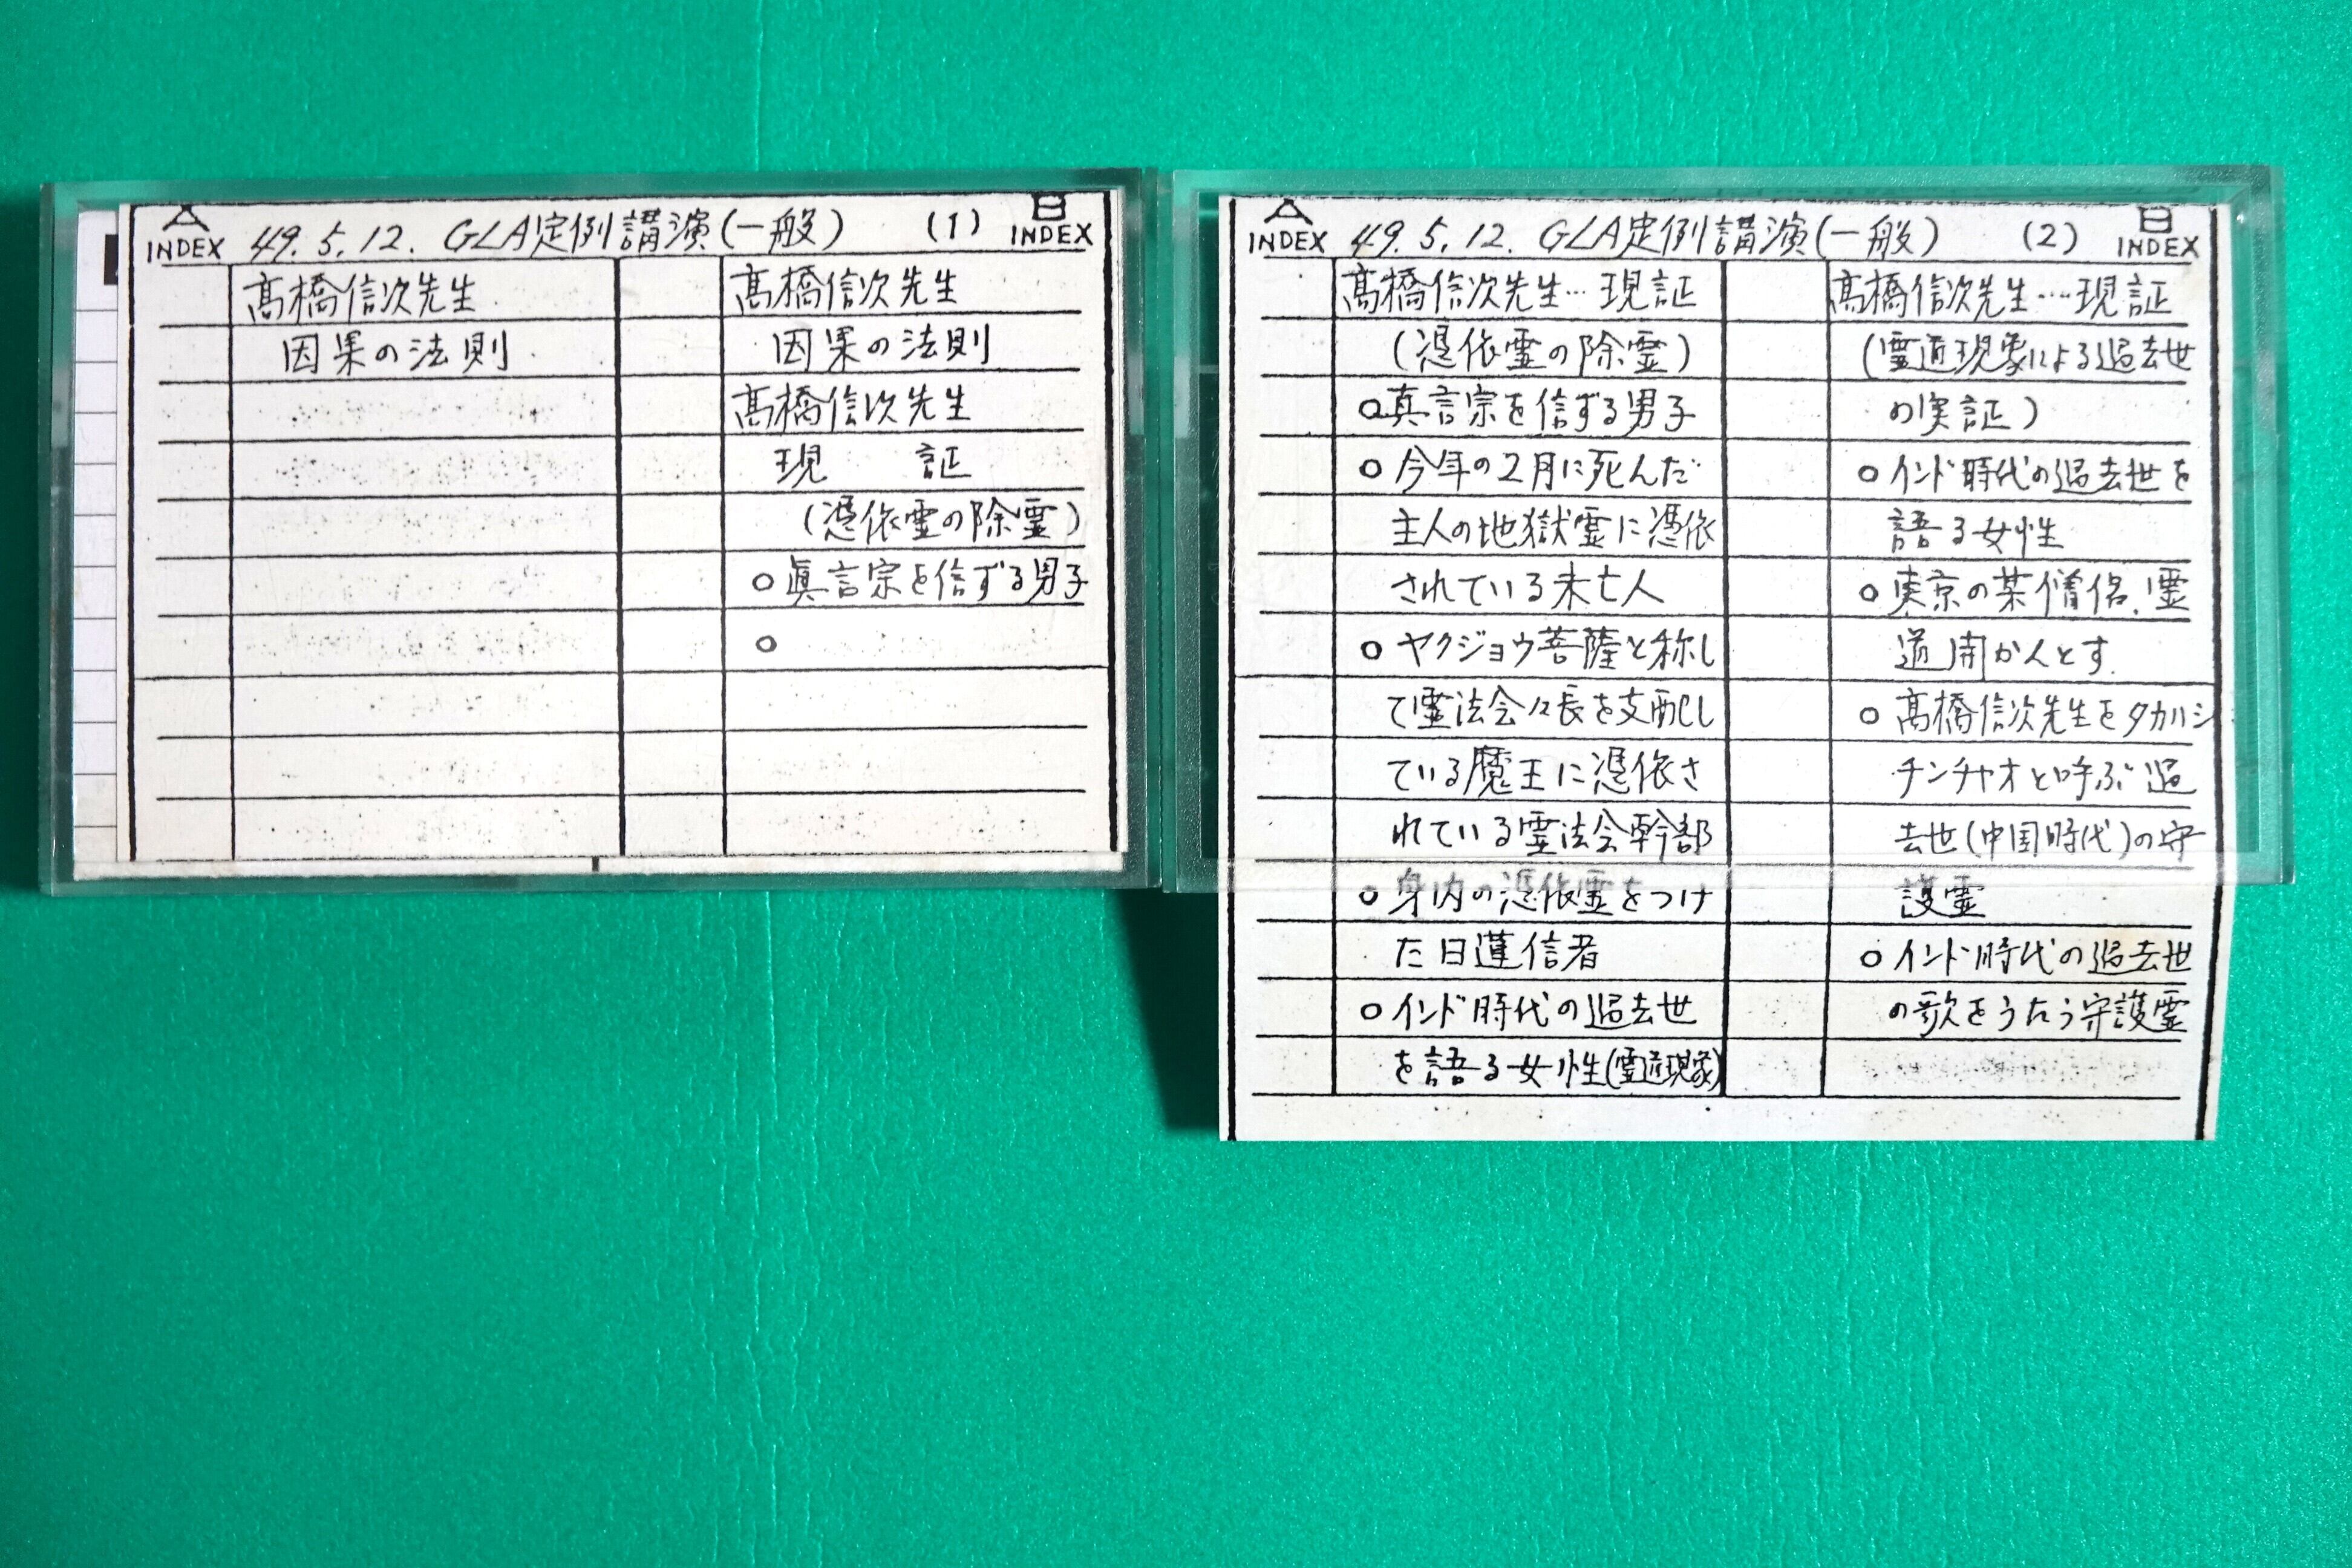 A
INDEX
49.5.12. GLA定例講演(一般) (1)
B
INDEX
髙橋信次先生
因果の法則
髙橋信次先生
因果の法則
髙橋信次先生
現 証
(憑依霊の除霊)
○眞言宗を信ずる男子
○
A
INDEX
49.5.12. GLA定例講演(一般) (2)
B
INDEX
髙橋信次先生…現証
(憑依霊の除霊)
○真言宗を信ずる男子
○今年の2月に死んだ
主人の地獄霊に憑依
されている未亡人
○ヤクジョウ菩薩と称し
て霊法会々長を支配し
ている魔王に憑依さ
れている霊法会幹部
○身内の憑依霊をつけ
た日蓮信者
○インド時代の過去世
を語る女性(霊道現象)
髙橋信次先生‥‥現証
(霊道現象による過去世
の実証)
○インド時代の過去世を
語る女性
○東京の某僧侶、霊
道開かんとす.
○髙橋信次先生をタカハシ
チンチャオと呼ぶ過
去世(中国時代)の守
護霊
○インド時代の過去世
の歌をうたう守護霊